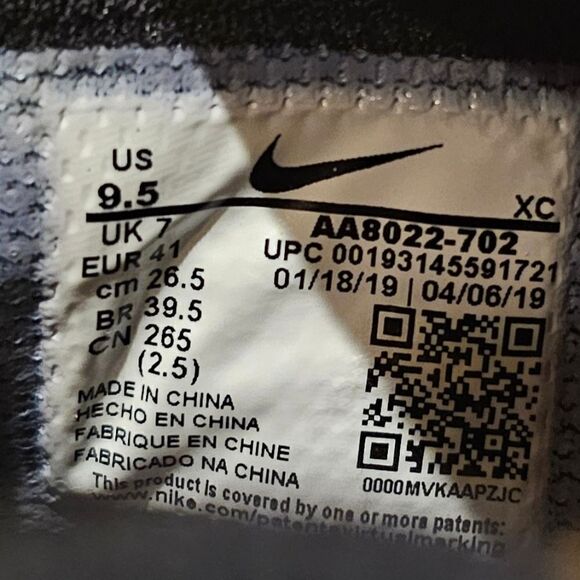 US
9.5
XC
UK 7
EUR 41
cm 26.5
BR 39.5
CN 265
(2.5)
AA8022-702
UPC 00193145591721
01/18/19 | 04/06/19
MADE IN CHINA
HECHO EN CHINA
FABRIQUE EN CHINE
FABRICADO NA CHINA
0000MVKAAPZJC
This product is covered by one or more patents:
www.nike.com/patentvirtualmarking